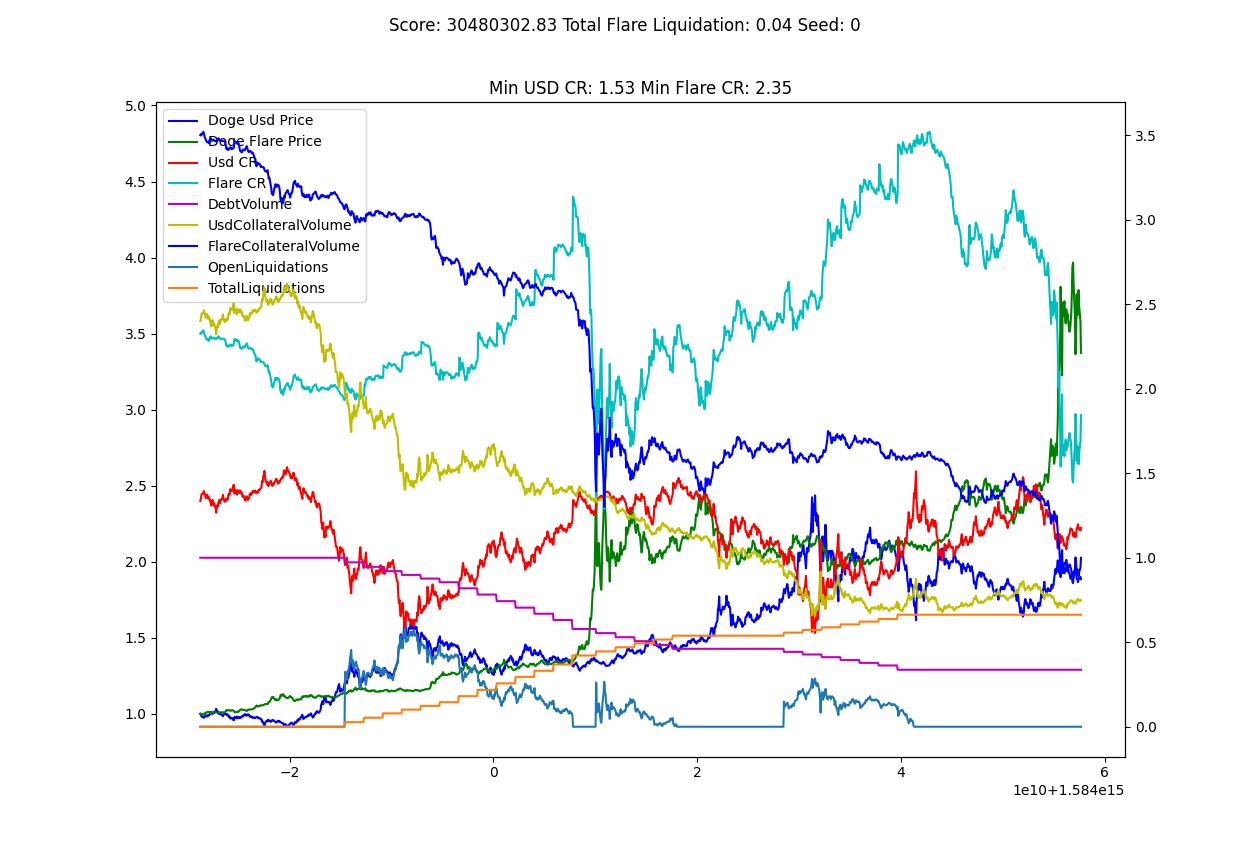 Score: 30480302.83 Total Flare Liquidation: 0.04 Seed: 0
Min USD CR: 1.53 Min Flare CR: 2.35
Doge Usd Price
Doge Flare Price
Usd CR
Flare CR
DebtVolume
UsdCollateralVolume
FlareCollateralVolume
OpenLiquidations
TotalLiquidations
5.0
4.5
4.0
3.5
3.0
2.5
2.0
1.5
1.0
3.5
3.0
2.5
2.0
1.5
1.0
0.5
0.0
−2 0 2 4 6
1e10+1.584e15